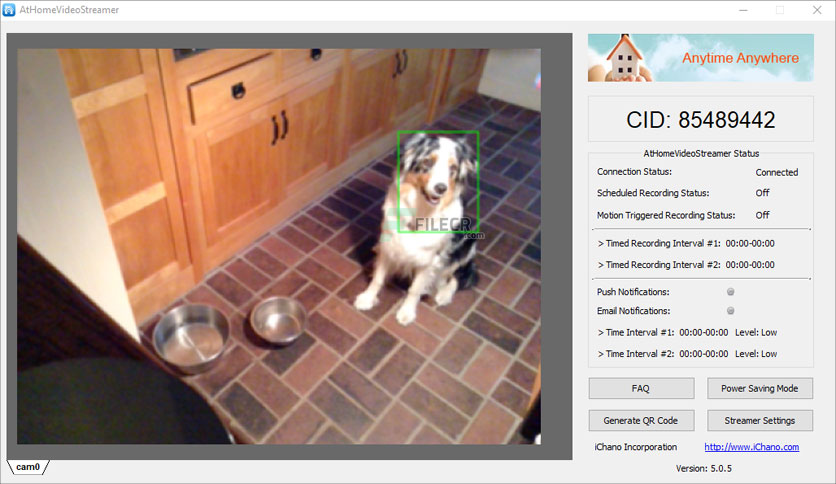 AtHomeVideoStreamer
Anytime Anywhere
CID: 85489442
AtHomeVideoStreamer Status
Connection Status: Connected
Scheduled Recording Status: Off
Motion Triggered Recording Status: Off
> Timed Recording Interval #1: 00:00-00:00
> Timed Recording Interval #2: 00:00-00:00
Push Notifications:
Email Notifications:
> Time Interval #1: 00:00-00:00 Level: Low
> Time Interval #2: 00:00-00:00 Level: Low
FAQ
Power Saving Mode
Generate QR Code
Streamer Settings
iChano Incorporation http://www.iChano.com
Version: 5.0.5
FILECR
.com
cam0